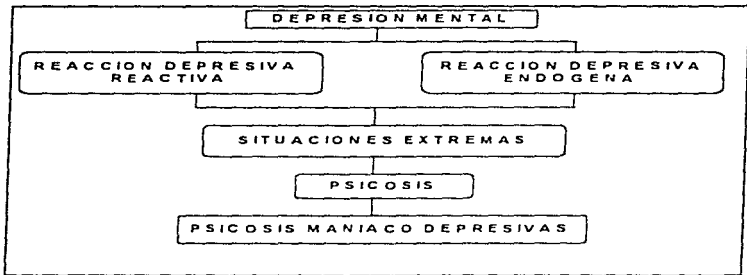 DEPRESION MENTAL
REACCION DEPRESIVA
REACTIVA
REACCION DEPRESIVA
ENDOGENA
SITUACIONES EXTREMAS
PSICOSIS
PSICOSIS MANIACO DEPRESIVAS